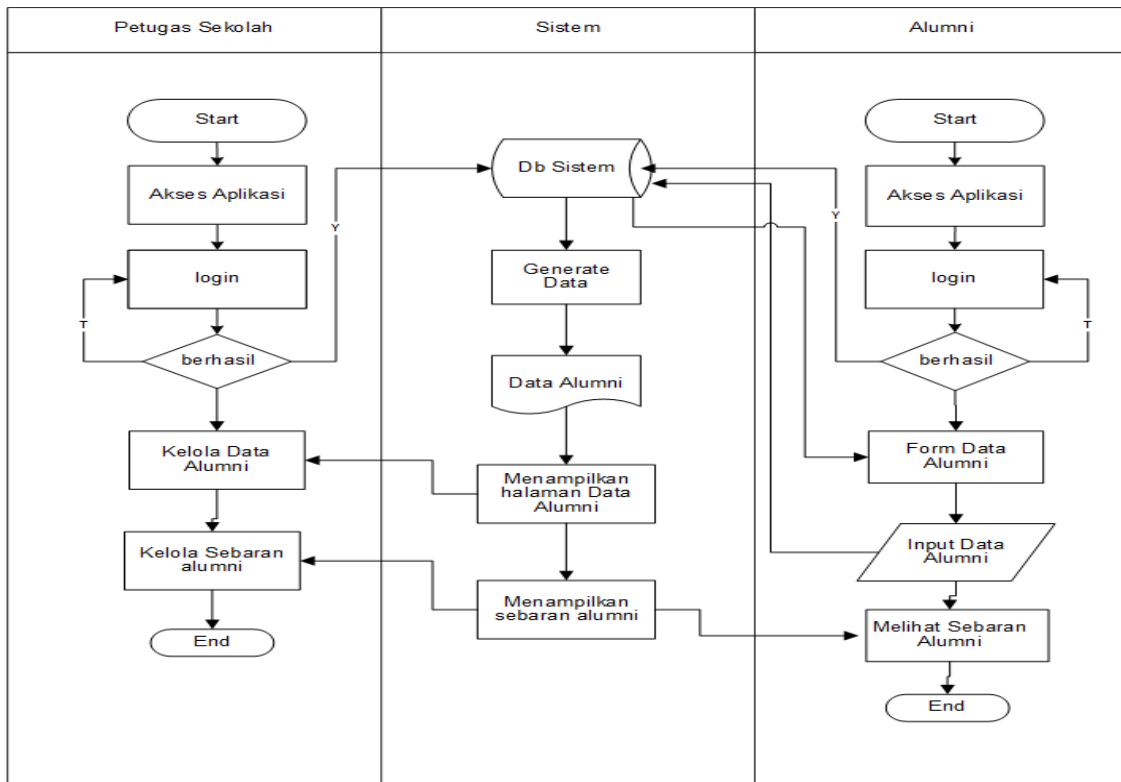 Petugas Sekolah
Sistem
Alumni
Start
Akses Aplikasi
login
T
Y
berhasil
Kelola Data
Alumni
Kelola Sebaran
alumni
End
Db Sistem
Generate
Data
Data Alumni
Menampilkan
halaman Data
Alumni
Menampilkan
sebaran alumni
Start
Akses Aplikasi
login
Y
T
berhasil
Form Data
Alumni
Input Data
Alumni
Melihat Sebaran
Alumni
End